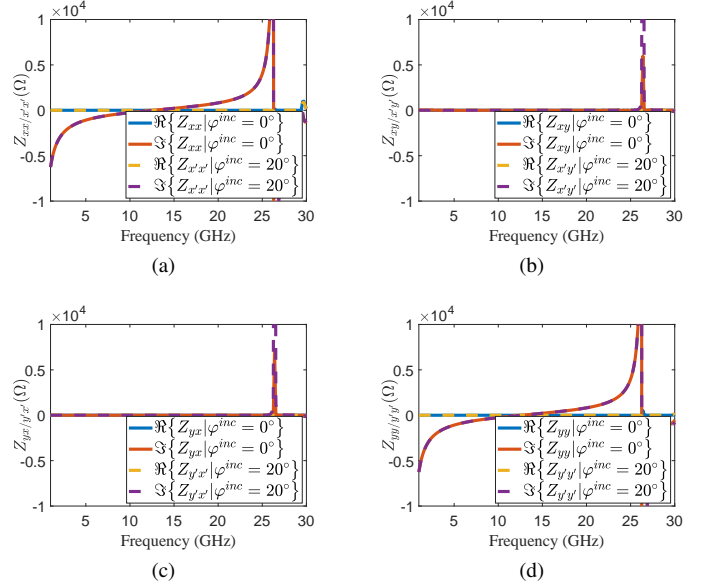 ×10⁴
1
0.5
0
-0.5
-1
5 10 15 20 25 30
Z_{xx/x'x'}(Ω)
Frequency (GHz)
ℜ{Z_{xx}|φ^{inc} = 0°}
ℑ{Z_{xx}|φ^{inc} = 0°}
ℜ{Z_{x'x'}|φ^{inc} = 20°}
ℑ{Z_{x'x'}|φ^{inc} = 20°}
(a)
×10⁴
1
0.5
0
-0.5
-1
5 10 15 20 25 30
Z_{xy/x'y'}(Ω)
Frequency (GHz)
ℜ{Z_{xy}|φ^{inc} = 0°}
ℑ{Z_{xy}|φ^{inc} = 0°}
ℜ{Z_{x'y'}|φ^{inc} = 20°}
ℑ{Z_{x'y'}|φ^{inc} = 20°}
(b)
×10⁴
1
0.5
0
-0.5
-1
5 10 15 20 25 30
Z_{yx/y'x'}(Ω)
Frequency (GHz)
ℜ{Z_{yx}|φ^{inc} = 0°}
ℑ{Z_{yx}|φ^{inc} = 0°}
ℜ{Z_{y'x'}|φ^{inc} = 20°}
ℑ{Z_{y'x'}|φ^{inc} = 20°}
(c)
×10⁴
1
0.5
0
-0.5
-1
5 10 15 20 25 30
Z_{yy/y'y'}(Ω)
Frequency (GHz)
ℜ{Z_{yy}|φ^{inc} = 0°}
ℑ{Z_{yy}|φ^{inc} = 0°}
ℜ{Z_{y'y'}|φ^{inc} = 20°}
ℑ{Z_{y'y'}|φ^{inc} = 20°}
(d)